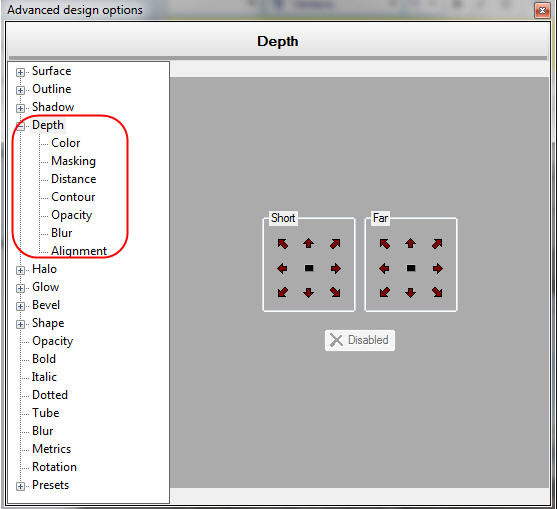 Advanced design options
Depth
Surface
Outline
Shadow
Depth
Color
Masking
Distance
Contour
Opacity
Blur
Alignment
Halo
Glow
Bevel
Shape
Opacity
Bold
Italic
Dotted
Tube
Blur
Metrics
Rotation
Presets
Short
Far
Disabled